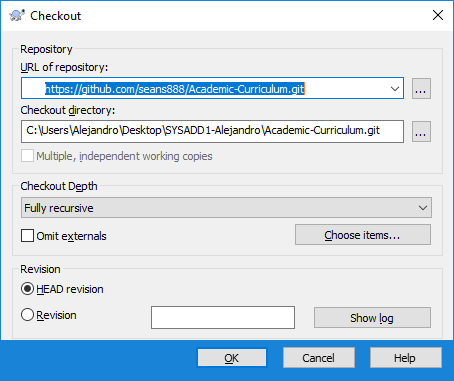 Checkout
Repository
URL of repository:
https://github.com/seans888/Academic-Curriculum.git
...
Checkout directory:
C:\Users\Alejandro\Desktop\SYSADD1-Alejandro\Academic-Curriculum.git
...
Multiple, independent working copies
Checkout Depth
Fully recursive
Omit externals
Choose items...
Revision
HEAD revision
Revision
Show log
OK
Cancel
Help